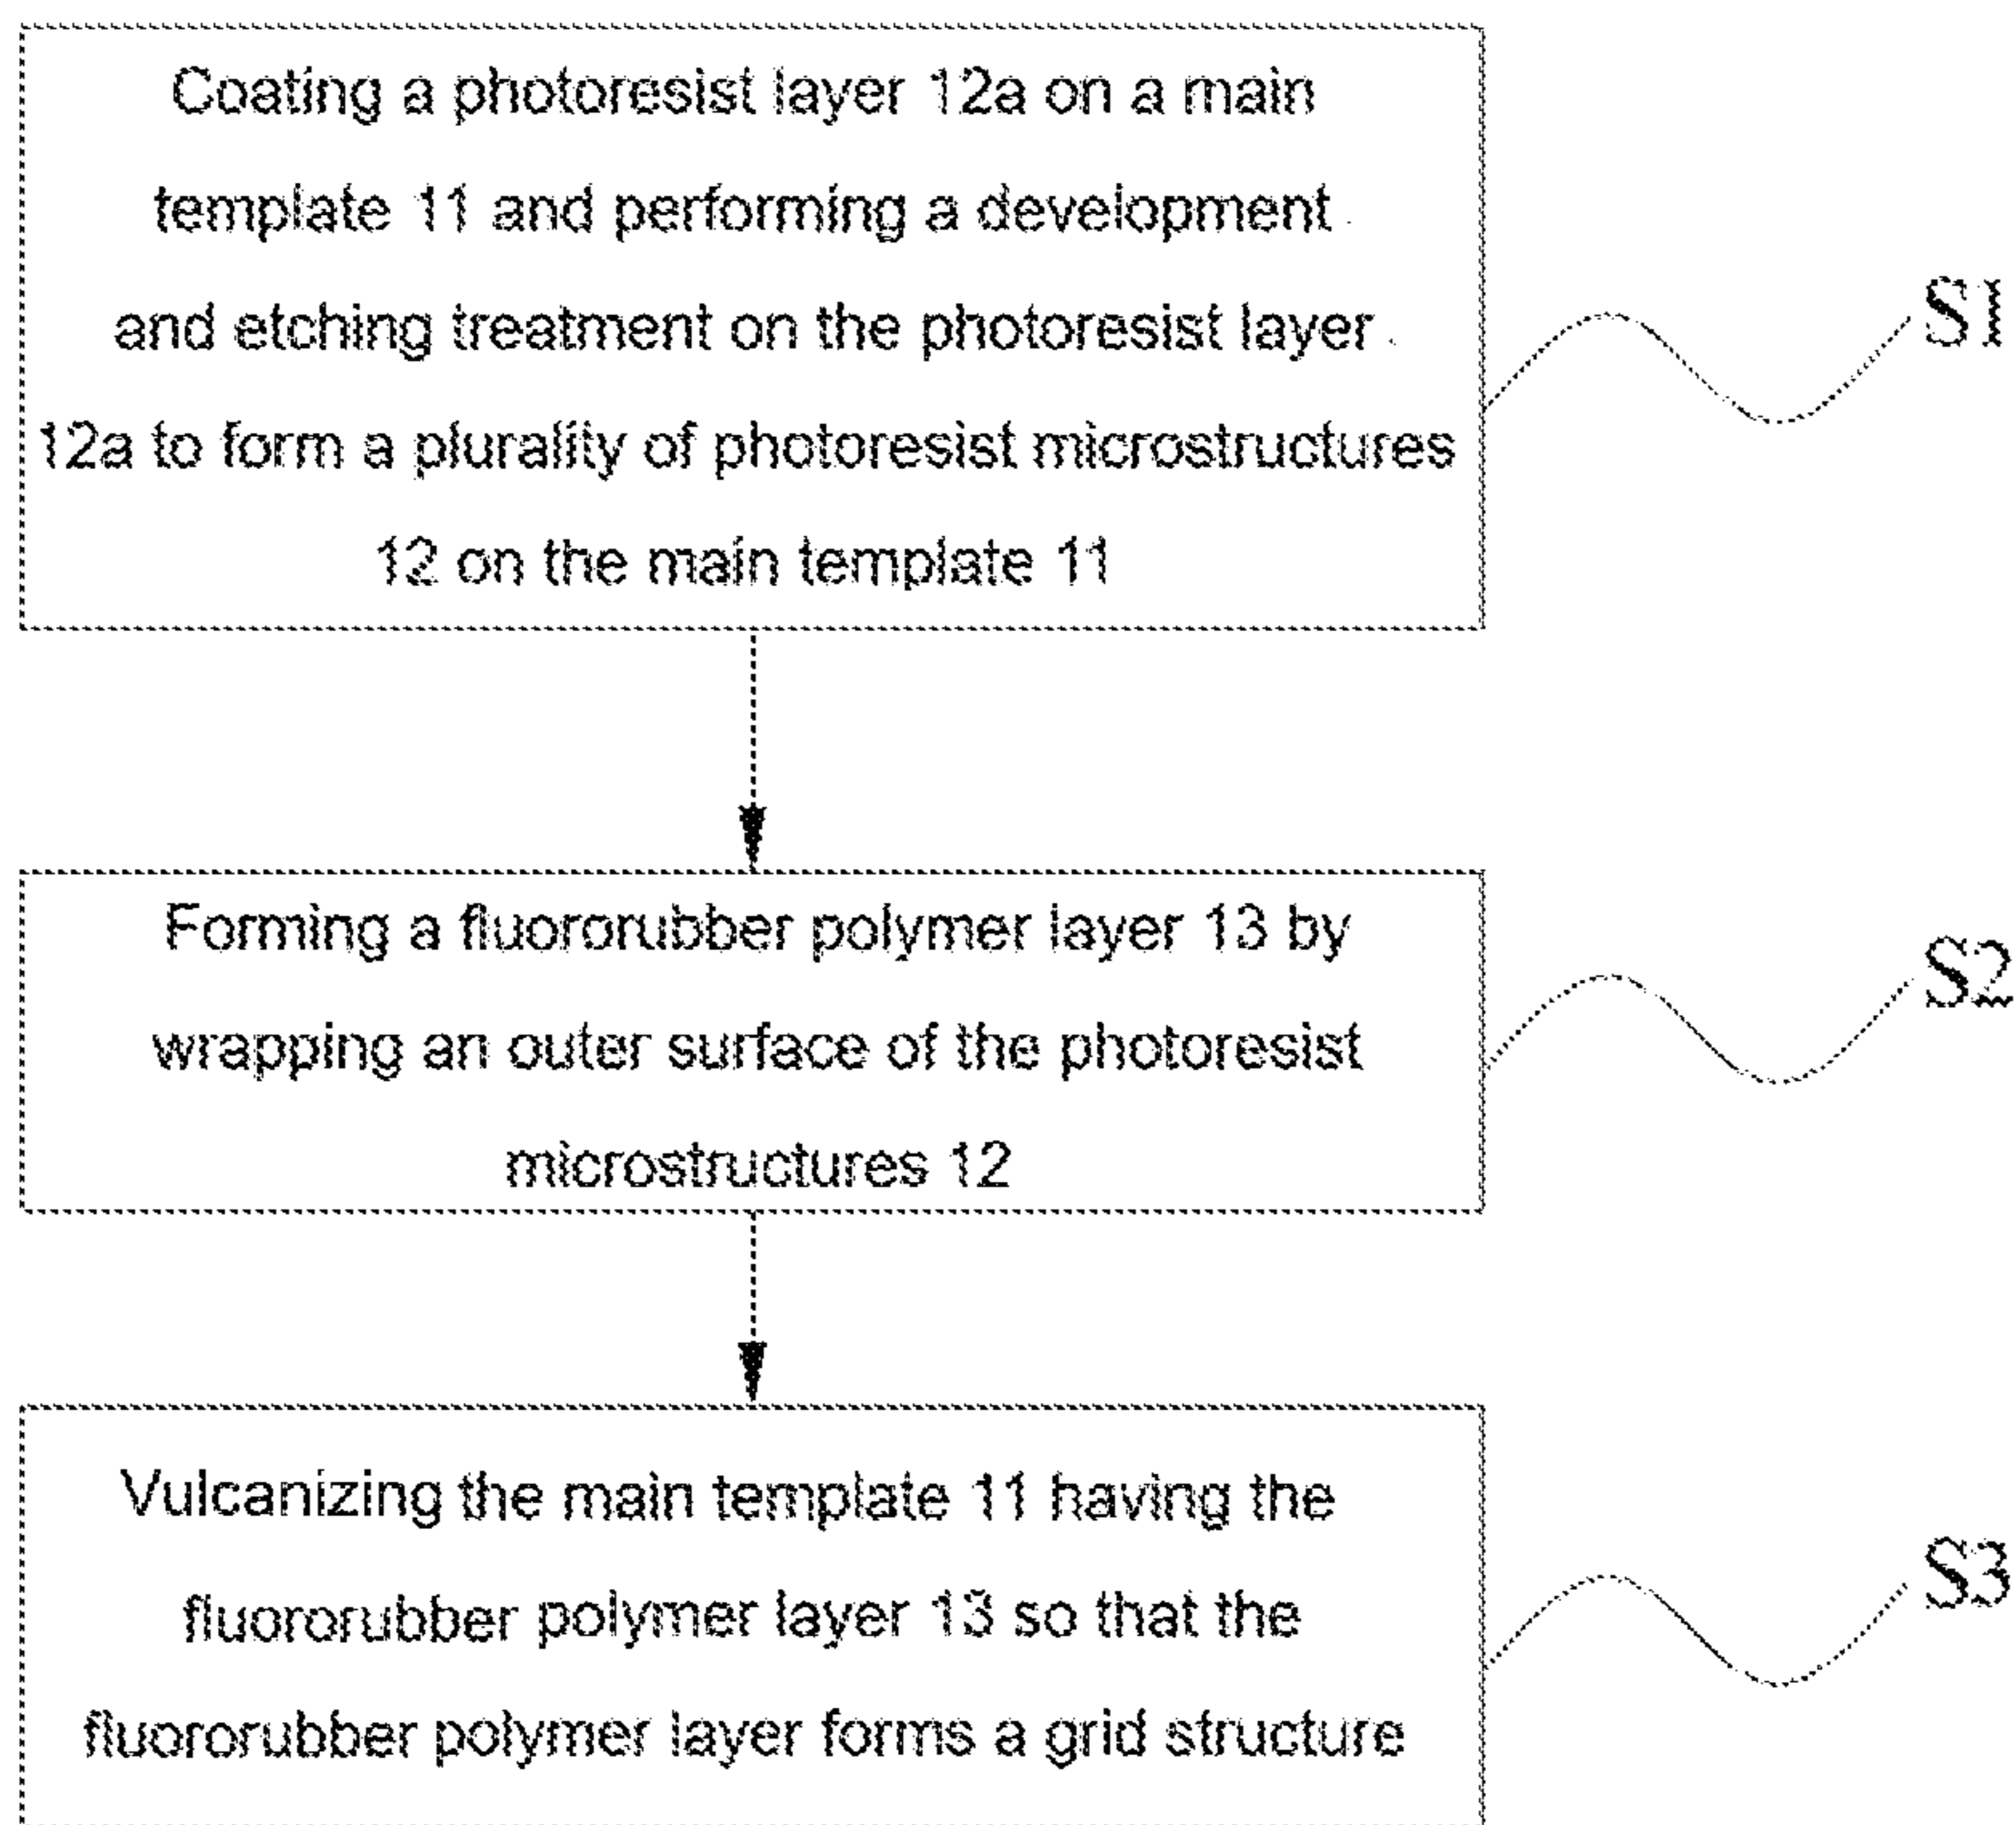 Coating a photoresist layer 12a on a main
template 11 and performing a development
and etching treatment on the photoresist layer
12a to form a plurality of photoresist microstructures
12 on the main template 11
S1
Forming a fluororubber polymer layer 13 by
wrapping an outer surface of the photoresist
microstructures 12
S2
Vulcanizing the main template 11 having the
fluororubber polymer layer 13 so that the
fluororubber polymer layer forms a grid structure
S3